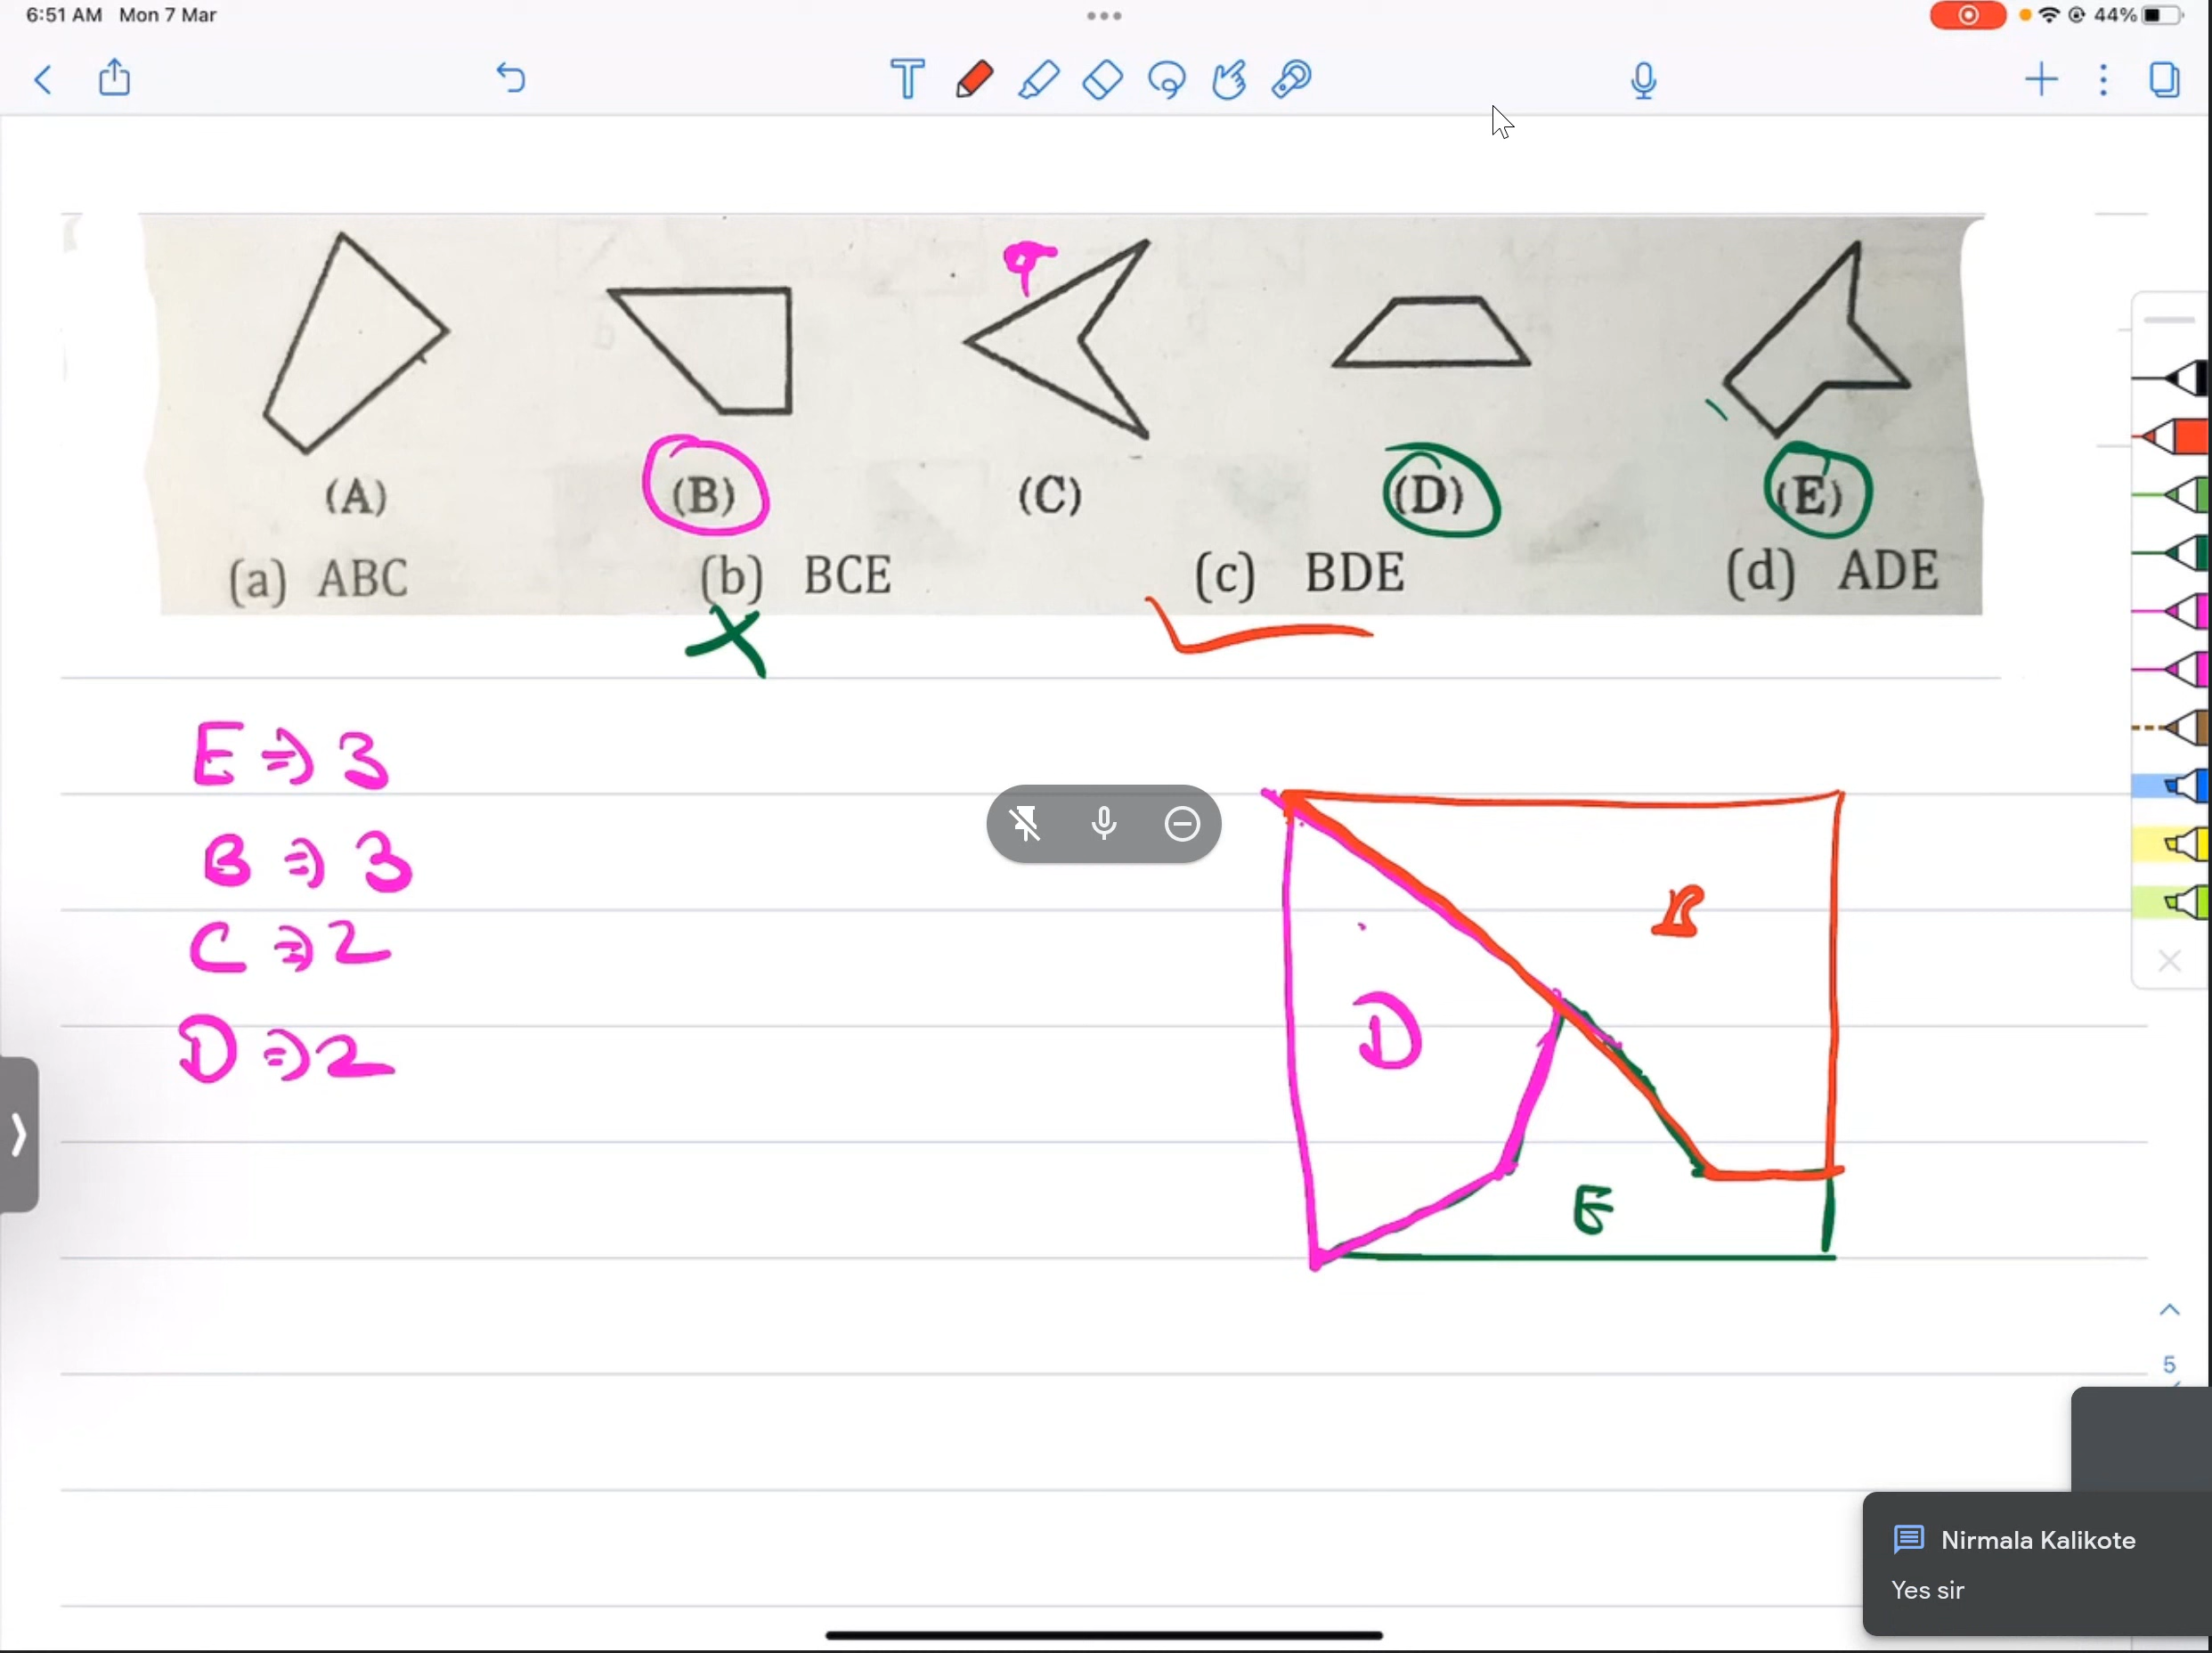 6:51 AM Mon 7 Mar
44%
T
(A) (B) (C) (D) (E)
(a) ABC (b) BCE (c) BDE (d) ADE
E ⇒ 3
B ⇒ 3
C ⇒ 2
D ⇒ 2
B
D
E
5
Nirmala Kalikote
Yes sir